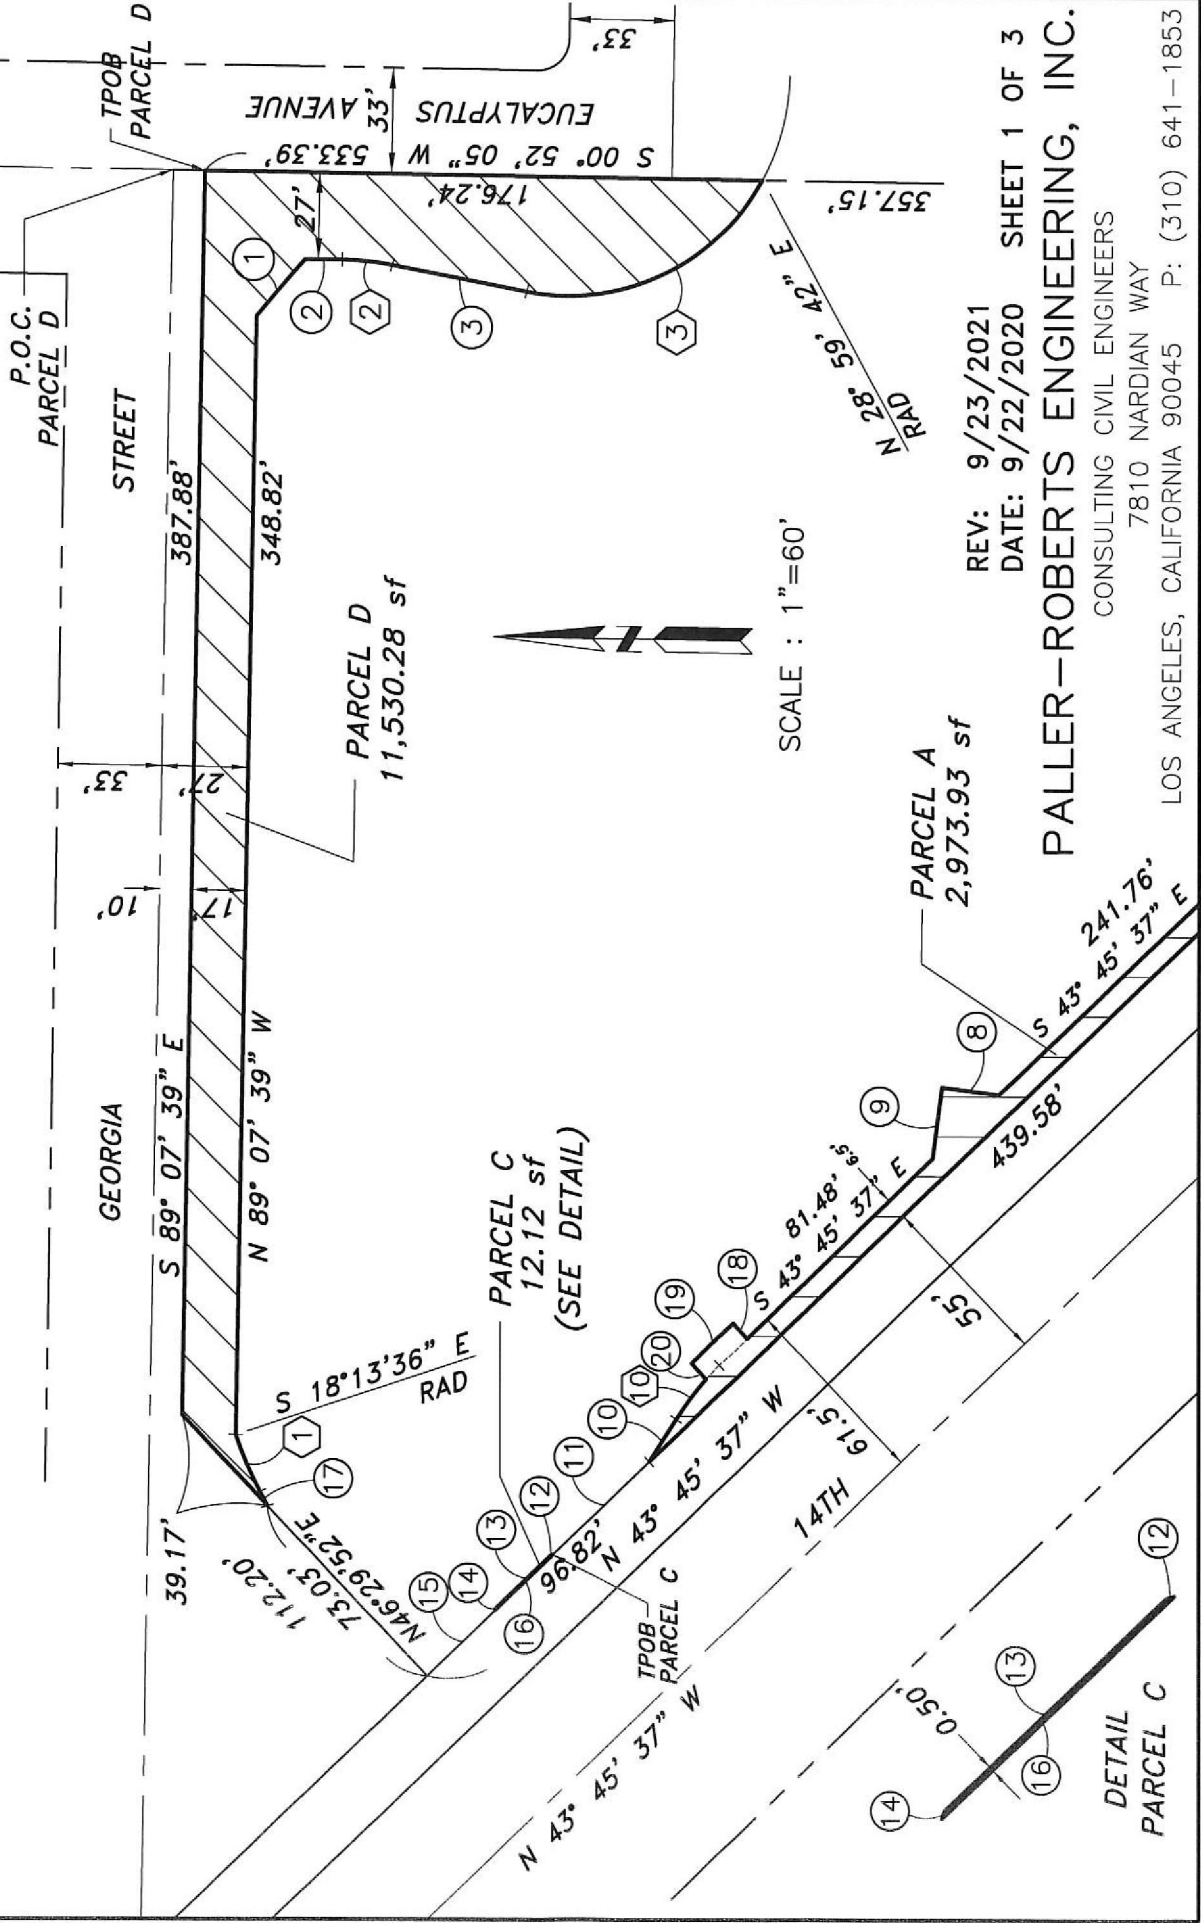 P.O.C.
PARCEL D
TPOB
PARCEL D
GEORGIA
STREET
10'
33'
27'
17'
S 89° 07' 39" E
387.88'
N 89° 07' 39" W
348.82'
EUCALYPTUS
AVENUE
33'
33'
S 00° 52' 05" W 533.39'
176.24'
357.15'
27'
1
2
2
3
3
N 28° 59' 42" E
RAD
PARCEL D
11,530.28 sf
39.17'
112.20'
73.03'
N46°29'52"E
1
17
S 18°13'36" E
RAD
PARCEL C
12.12 sf
(SEE DETAIL)
SCALE : 1"=60'
15
14
13
12
11
10
10
20
19
18
16
96.82'
N 43° 45' 37" W
TPOB
PARCEL C
81.48'
S 43° 45' 37" E
6.5'
9
8
PARCEL A
2,973.93 sf
241.76'
S 43° 45' 37" E
439.58'
55'
61.5'
14TH
N 43° 45' 37" W
14
16
13
12
0.50'
DETAIL
PARCEL C
REV: 9/23/2021
DATE: 9/22/2020 SHEET 1 OF 3
PALLER-ROBERTS ENGINEERING, INC.
CONSULTING CIVIL ENGINEERS
7810 NARDIAN WAY
LOS ANGELES, CALIFORNIA 90045 P: (310) 641-1853